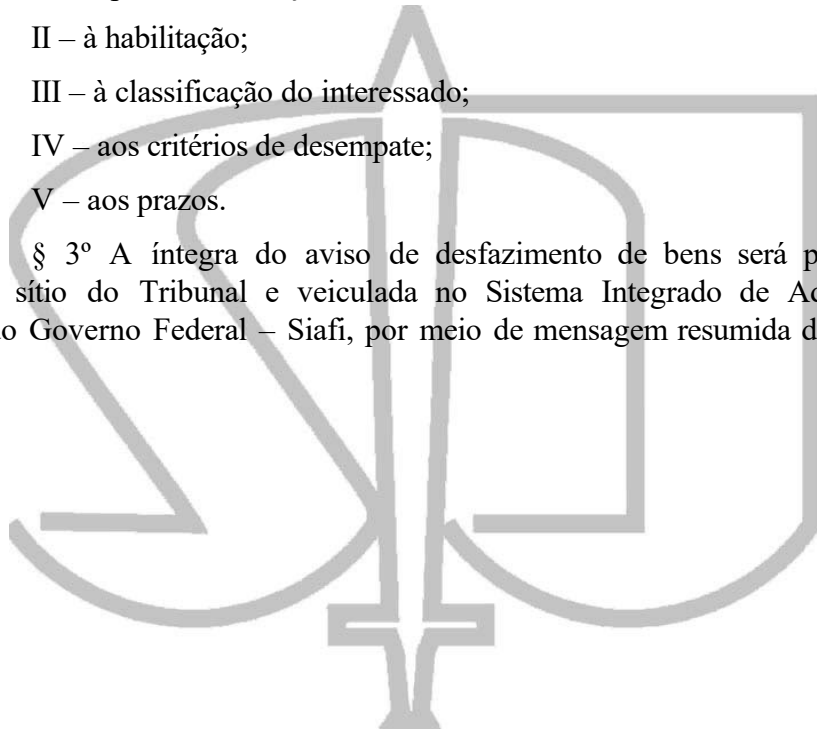 II – à habilitação;
III – à classificação do interessado;
IV – aos critérios de desempate;
V – aos prazos.
§ 3º A íntegra do aviso de desfazimento de bens será p
sítio do Tribunal e veiculada no Sistema Integrado de Ad
o Governo Federal – Siafi, por meio de mensagem resumida d